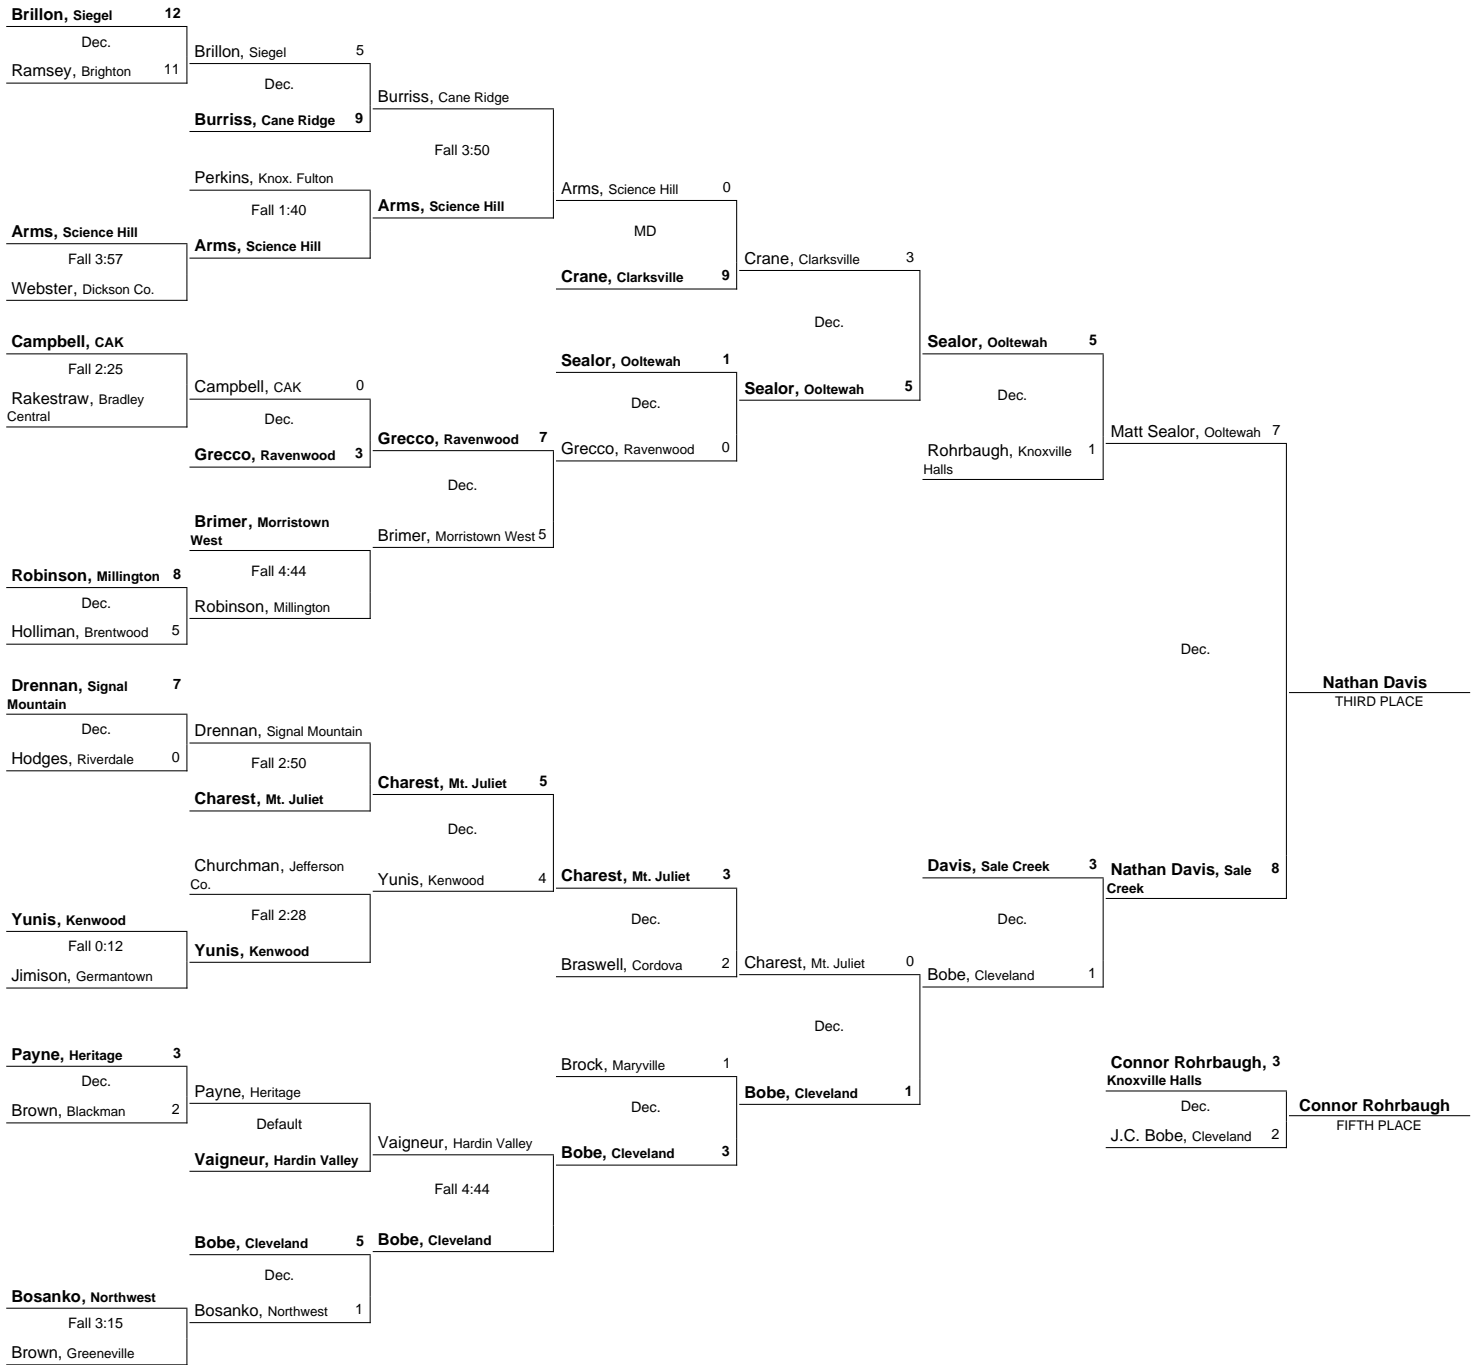 Brillon, Siegel 12
Dec.
Ramsey, Brighton 11
Arms, Science Hill
Fall 3:57
Webster, Dickson Co.
Campbell, CAK
Fall 2:25
Rakestraw, Bradley
Central
Robinson, Millington 8
Dec.
Holliman, Brentwood 5
Drennan, Signal 7
Mountain
Dec.
Hodges, Riverdale 0
Yunis, Kenwood
Fall 0:12
Jimison, Germantown
Payne, Heritage 3
Dec.
Brown, Blackman 2
Bosanko, Northwest
Fall 3:15
Brown, Greeneville
Brillon, Siegel 5
Dec.
Burriss, Cane Ridge 9
Perkins, Knox. Fulton
Fall 1:40
Arms, Science Hill
Campbell, CAK 0
Dec.
Grecco, Ravenwood 3
Brimer, Morristown
West
Fall 4:44
Robinson, Millington
Drennan, Signal Mountain
Fall 2:50
Charest, Mt. Juliet
Churchman, Jefferson
Co.
Fall 2:28
Yunis, Kenwood
Payne, Heritage
Default
Vaigneur, Hardin Valley
Bobe, Cleveland 5
Dec.
Bosanko, Northwest 1
Burriss, Cane Ridge
Fall 3:50
Arms, Science Hill
Grecco, Ravenwood 7
Dec.
Brimer, Morristown West 5
Charest, Mt. Juliet 5
Dec.
Yunis, Kenwood 4
Vaigneur, Hardin Valley
Fall 4:44
Bobe, Cleveland
Arms, Science Hill 0
MD
Crane, Clarksville 9
Sealor, Ooltewah 1
Dec.
Grecco, Ravenwood 0
Charest, Mt. Juliet 3
Dec.
Braswell, Cordova 2
Brock, Maryville 1
Dec.
Bobe, Cleveland 3
Crane, Clarksville 3
Dec.
Sealor, Ooltewah 5
Charest, Mt. Juliet 0
Dec.
Bobe, Cleveland 1
Sealor, Ooltewah 5
Dec.
Rohrbaugh, Knoxville 1
Halls
Davis, Sale Creek 3
Dec.
Bobe, Cleveland 1
Matt Sealor, Ooltewah 7
Dec.
Nathan Davis, Sale 8
Creek
Nathan Davis
THIRD PLACE
Connor Rohrbaugh, 3
Knoxville Halls
Dec.
J.C. Bobe, Cleveland 2
Connor Rohrbaugh
FIFTH PLACE